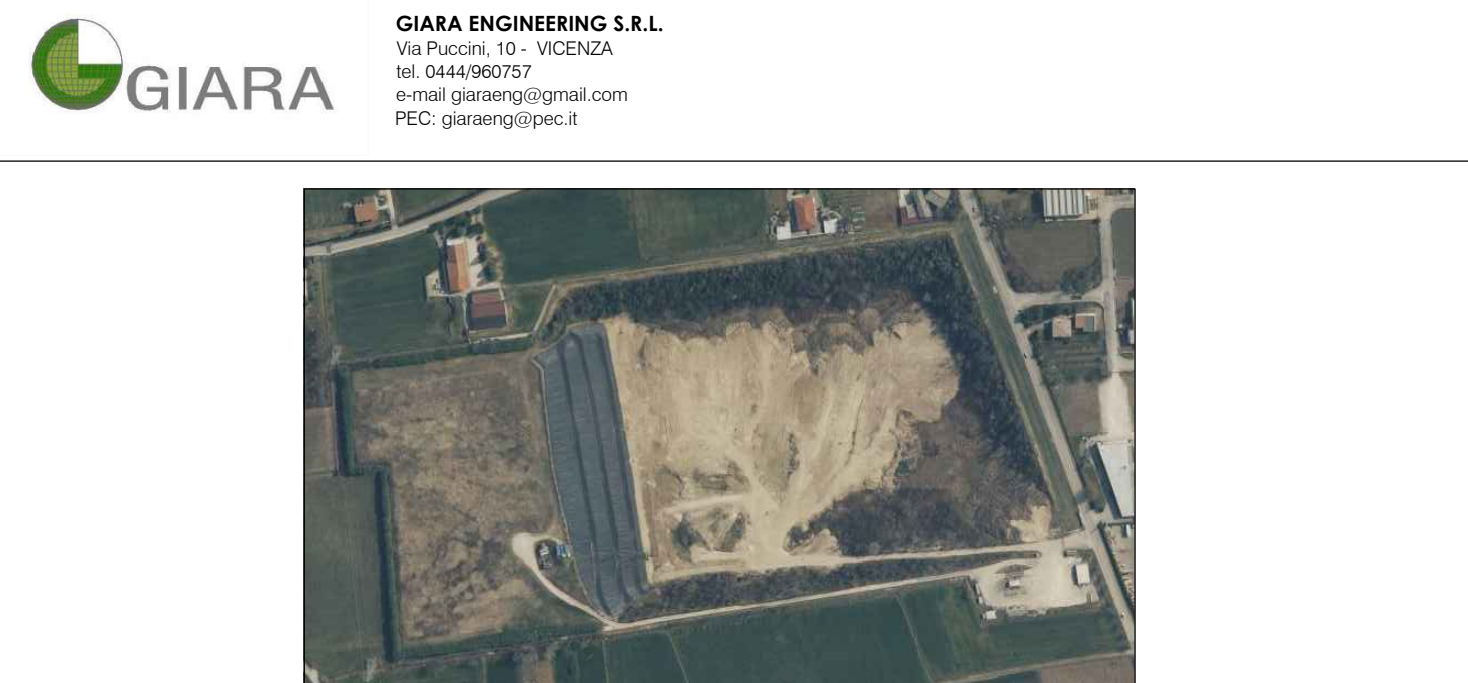 GIARA
GIARA ENGINEERING S.R.L.
Via Puccini, 10 - VICENZA
tel. 0444/960757
e-mail giaraeng@gmail.com
PEC: giaraeng@pec.it